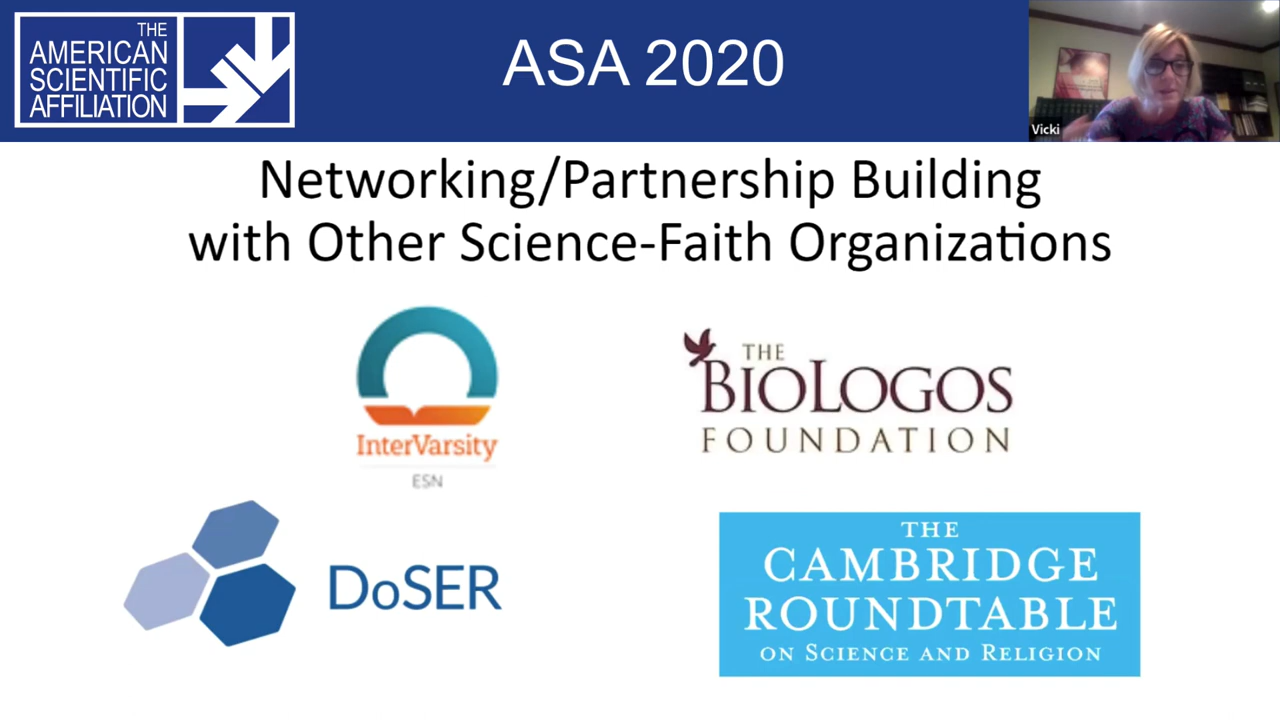 THE
AMERICAN
SCIENTIFIC
AFFILIATION
ASA 2020
Vicki
Networking/Partnership Building
with Other Science-Faith Organizations
InterVarsity
ESN
THE
BIOLOGOS
FOUNDATION
DoSER
THE
CAMBRIDGE
ROUNDTABLE
ON SCIENCE AND RELIGION